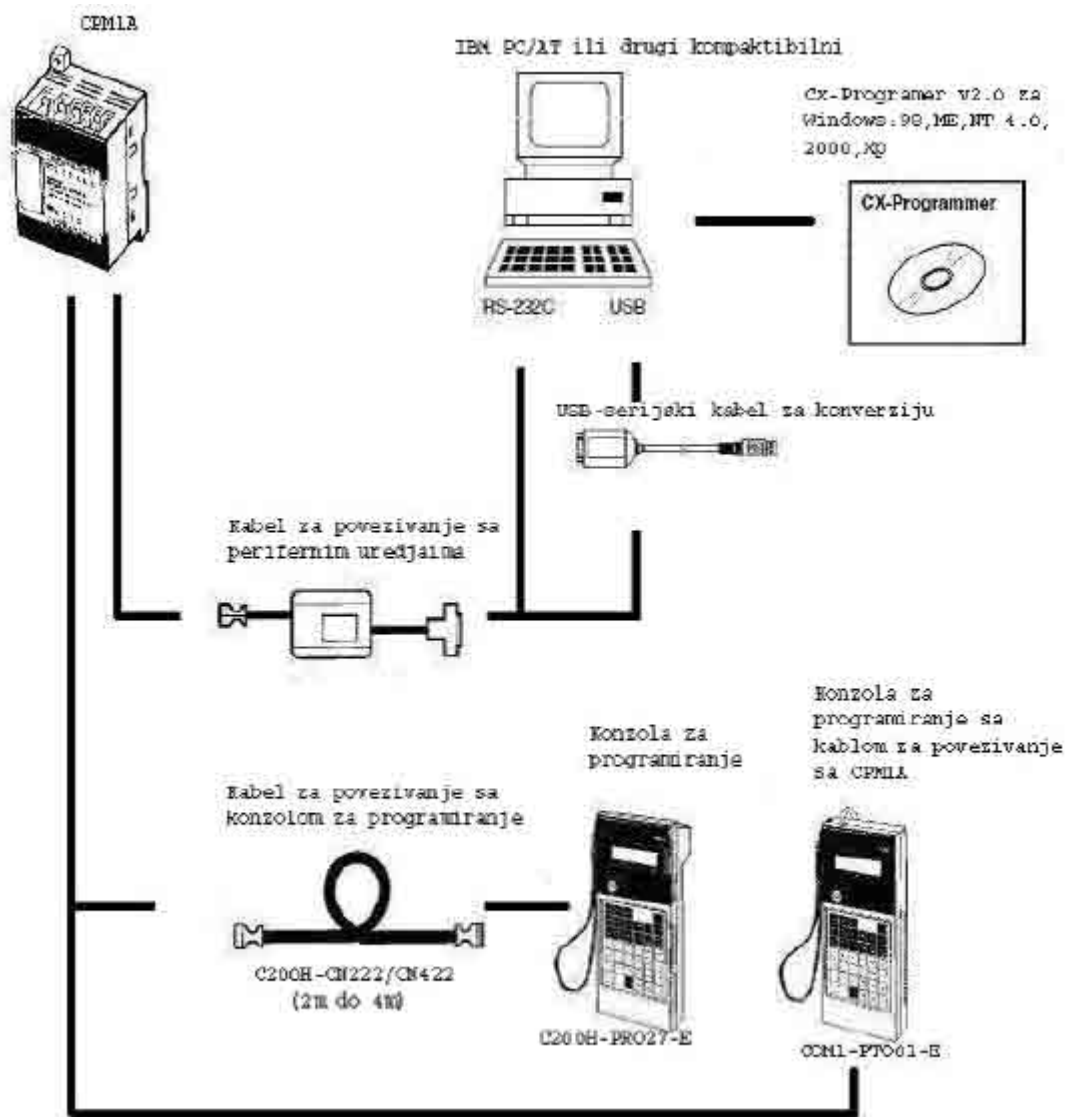 CPM1A
IBM PC/AT ili drugi kompaktibilni
Cx-Programer v2.0 za
Windows:98,ME,NT 4.0,
2000,XP
CX-Programmer
RS-232C
USB
USB-serijski kabel za konverziju
Kabel za povezivanje sa
perifernim uredjaima
Konzola za
programiranje sa
kablom za povezivanje
sa CPM1A
Konzola za
programiranje
Kabel za povezivanje sa
konzolom za programiranje
C200H-CN222/CN422
(2m do 4m)
C200H-PRO27-E
CQM1-PTO01-E